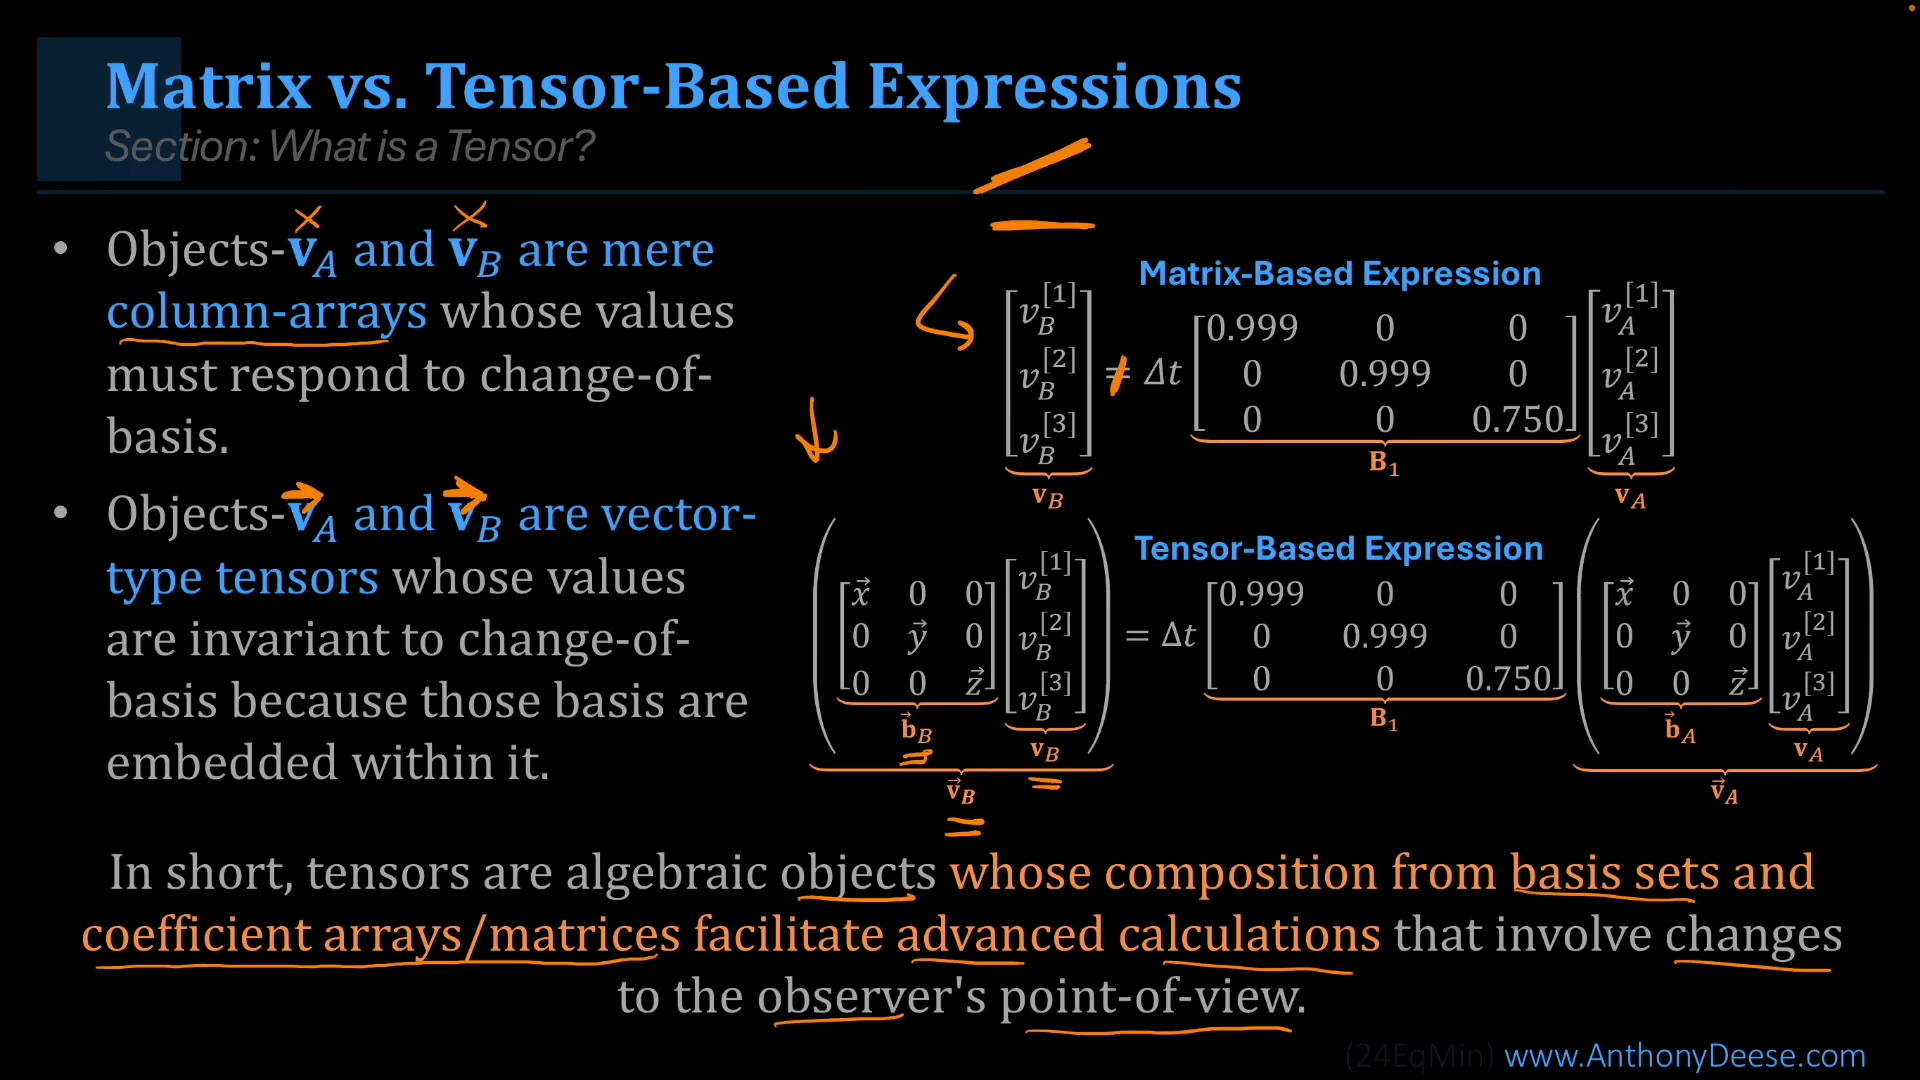 Matrix vs. Tensor-Based Expressions
Section: What is a Tensor?
• Objects-𝐯_A and 𝐯_B are mere
column-arrays whose values
must respond to change-of-
basis.
• Objects-𝐯⃗_A and 𝐯⃗_B are vector-
type tensors whose values
are invariant to change-of-
basis because those basis are
embedded within it.
Matrix-Based Expression
[v_B^[1] v_B^[2] v_B^[3]] = Δt [0.999 0 0; 0 0.999 0; 0 0 0.750] [v_A^[1] v_A^[2] v_A^[3]]
𝐯_B 𝐁_1 𝐯_A
Tensor-Based Expression
([x⃗ 0 0; 0 y⃗ 0; 0 0 z⃗] [v_B^[1] v_B^[2] v_B^[3]]) = Δt [0.999 0 0; 0 0.999 0; 0 0 0.750] ([x⃗ 0 0; 0 y⃗ 0; 0 0 z⃗] [v_A^[1] v_A^[2] v_A^[3]])
𝐛⃗_B 𝐯_B 𝐁_1 𝐛⃗_A 𝐯_A
𝐯⃗_B 𝐯⃗_A
In short, tensors are algebraic objects whose composition from basis sets and
coefficient arrays/matrices facilitate advanced calculations that involve changes
to the observer's point-of-view.
(24EqMin) www.AnthonyDeese.com